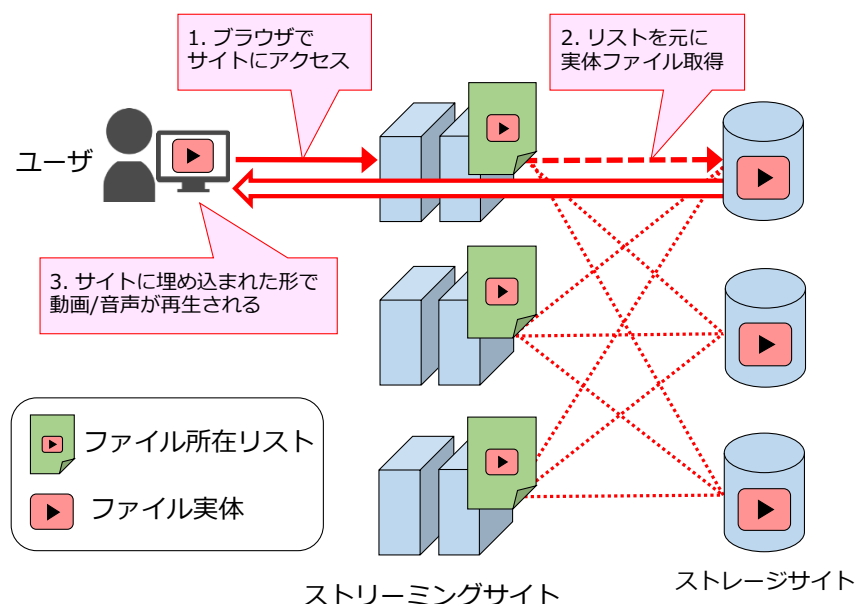 1. ブラウザで
サイトにアクセス
2. リストを元に
実体ファイル取得
ユーザ
3. サイトに埋め込まれた形で
動画/音声が再生される
ファイル所在リスト
ファイル実体
ストリーミングサイト
ストレージサイト